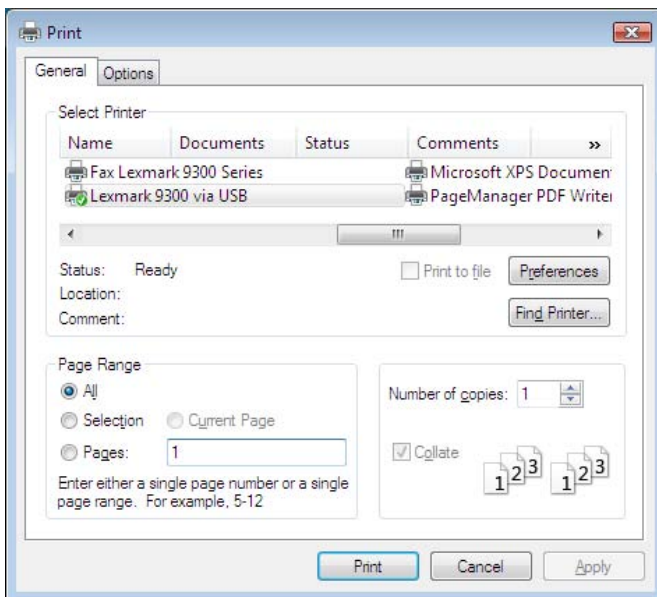 Print
General Options
Select Printer
Name Documents Status Comments »
Fax Lexmark 9300 Series Microsoft XPS Documen
Lexmark 9300 via USB PageManager PDF Writer
Status: Ready
Print to file Preferences
Location:
Comment:
Find Printer...
Page Range
All
Selection Current Page
Pages: 1
Enter either a single page number or a single
page range. For example, 5-12
Number of copies: 1
Collate
1 2 3 1 2 3
Print Cancel Apply